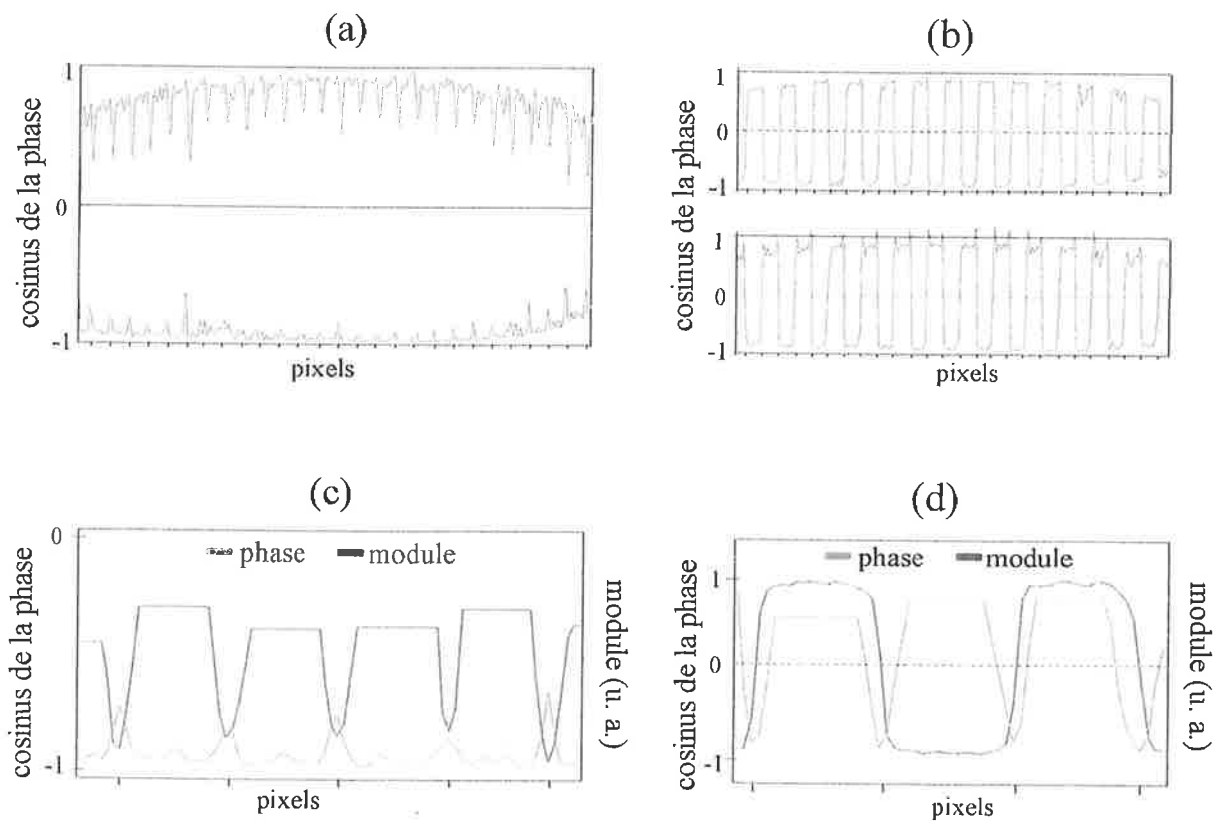 (a)
cosinus de la phase
1
0
-1
pixels
(b)
cosinus de la phase
1
0
-1
1
0
-1
pixels
(c)
cosinus de la phase
0
-1
phase
module
module (u. a.)
pixels
(d)
cosinus de la phase
1
0
-1
phase
module
module (u. a.)
pixels